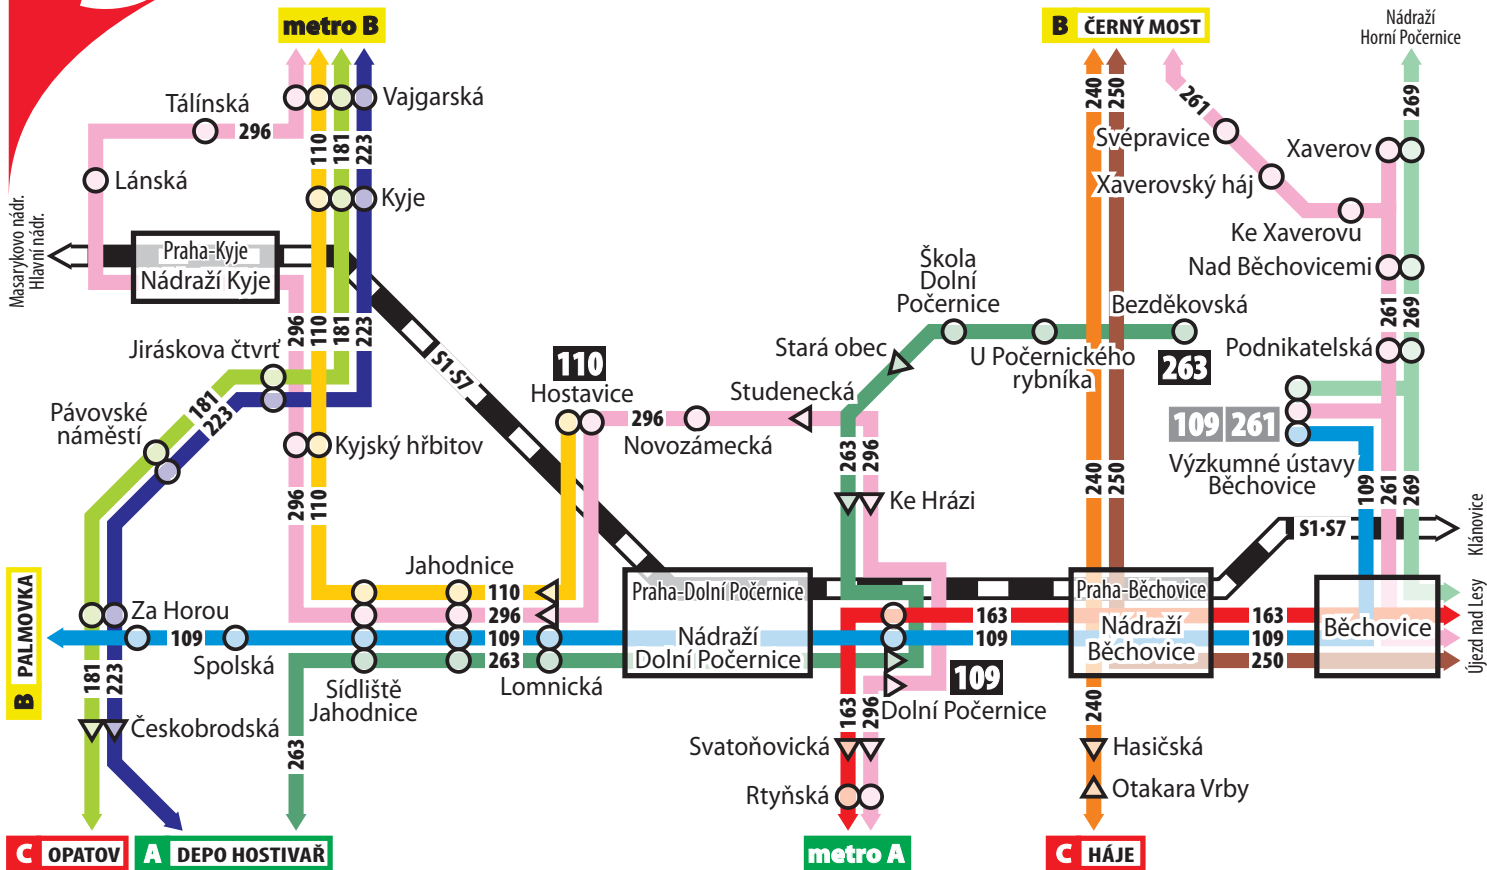 metro B
B ČERNÝ MOST
Nádraží
Horní Počernice
Tálínská
296
Vajgarská
110
181
223
240
250
261
269
Svépravice
Xaverov
Lánská
Kyje
Xaverovský háj
Ke Xaverovu
Masarykovo nádr.
Hlavní nádr.
Praha-Kyje
Nádraží Kyje
Škola
Dolní
Počernice
Nad Běchovicemi
Bezděkovská
296
110
181
223
261
269
Jiráskova čtvrť
S1·S7
110
Hostavice
Stará obec
U Počernického
rybníka
263
Podnikatelská
181
223
Pávovské
náměstí
Studenecká
296
Novozámecká
Kyjský hřbitov
263
296
240
250
109 261
Výzkumné ústavy
Běchovice
296
110
Ke Hrázi
109
261
269
S1·S7
Klánovice
Jahodnice
110
296
109
263
Praha-Dolní Počernice
Nádraží
Dolní Počernice
Praha-Běchovice
Nádraží
Běchovice
163
109
163
109
250
Běchovice
Újezd nad Lesy
B PALMOVKA
Za Horou
109
Spolská
Sídliště
Jahodnice
Lomnická
181
223
109
Dolní Počernice
163
296
240
Českobrodská
263
Svatoňovická
Hasičská
Rtyňská
Otakara Vrby
C OPATOV
A DEPO HOSTIVAŘ
metro A
C HÁJE